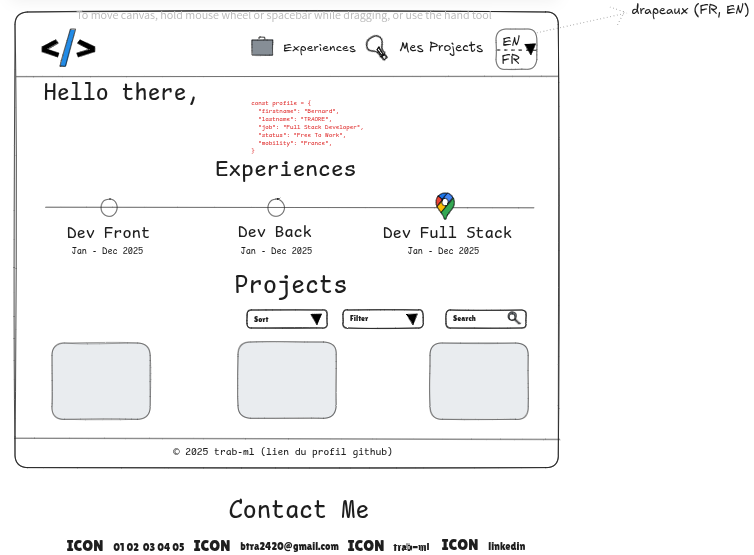 To move canvas, hold mouse wheel or spacebar while dragging, or use the hand tool
drapeaux (FR, EN)
</>
Experiences
Mes Projects
EN
FR
Hello there,
const profile = {
"firstname": "Bernard",
"lastname": "TRAORE",
"job": "Full Stack Developer",
"status": "Free To Work",
"mobility": "France",
}
Experiences
Dev Front
Dev Back
Dev Full Stack
Jan - Dec 2025
Jan - Dec 2025
Jan - Dec 2025
Projects
Sort
Filter
Search
© 2025 trab-ml (lien du profil github)
Contact Me
ICON 01 02 03 04 05 ICON btra2420@gmail.com ICON trab-ml ICON linkedin